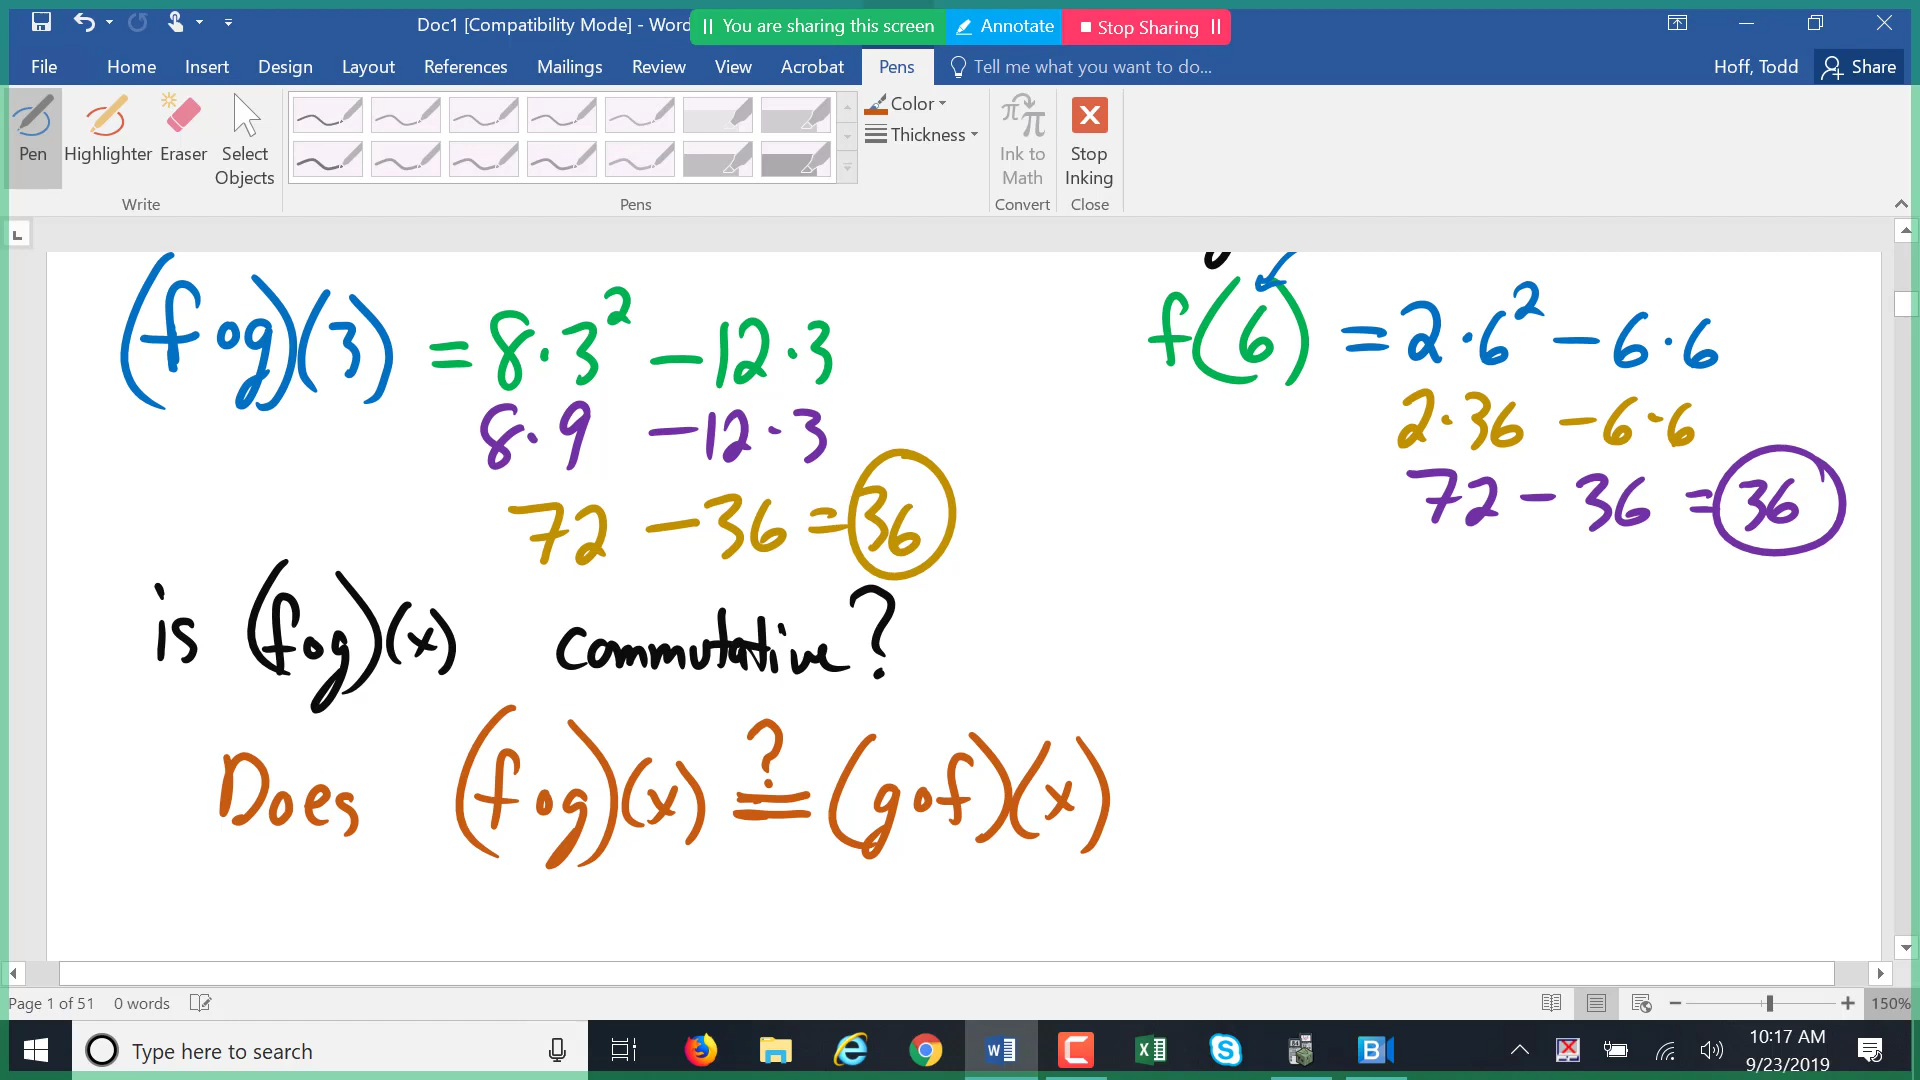 Doc1 [Compatibility Mode] - Word
You are sharing this screen
Annotate
Stop Sharing
File Home Insert Design Layout References Mailings Review View Acrobat Pens Tell me what you want to do... Hoff, Todd Share
Pen Highlighter Eraser Select Objects
Color
Thickness
Ink to Math
Stop Inking
Write Pens Convert Close
(fog)(3) = 8·3² − 12·3
8·9 − 12·3
72 − 36 = 36
f(6) = 2·6² − 6·6
2·36 − 6·6
72 − 36 = 36
is (fog)(x) commutative?
Does (fog)(x) ?= (gof)(x)
Page 1 of 51 0 words 150%
Type here to search
10:17 AM
9/23/2019